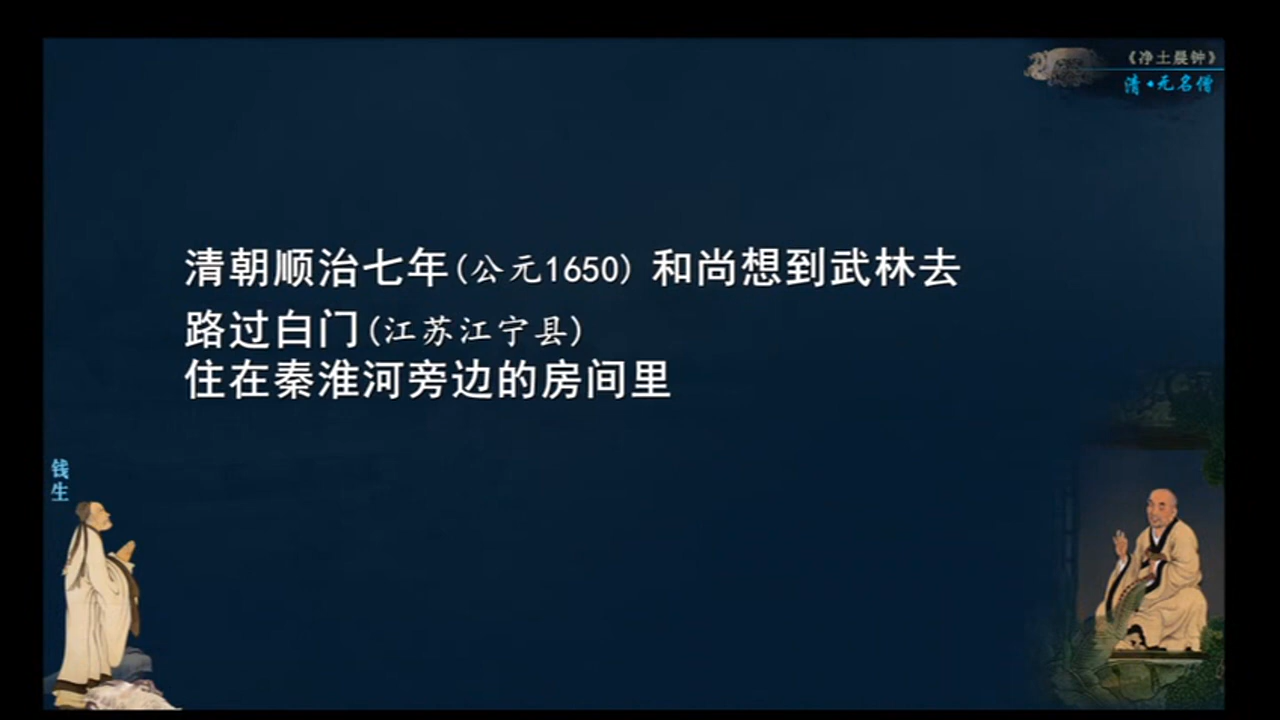 《净土晨钟》
清·无名僧
清朝顺治七年(公元1650) 和尚想到武林去
路过白门(江苏江宁县)
住在秦淮河旁边的房间里
钱生